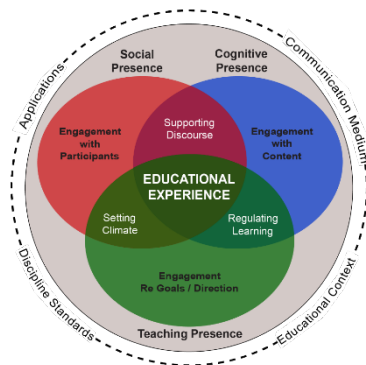 Applications
Communication Medium
Social
Presence
Cognitive
Presence
Engagement
with
Participants
Supporting
Discourse
Engagement
with
Content
EDUCATIONAL
EXPERIENCE
Setting
Climate
Regulating
Learning
Engagement
Re Goals / Direction
Teaching Presence
Discipline Standards
Educational Context